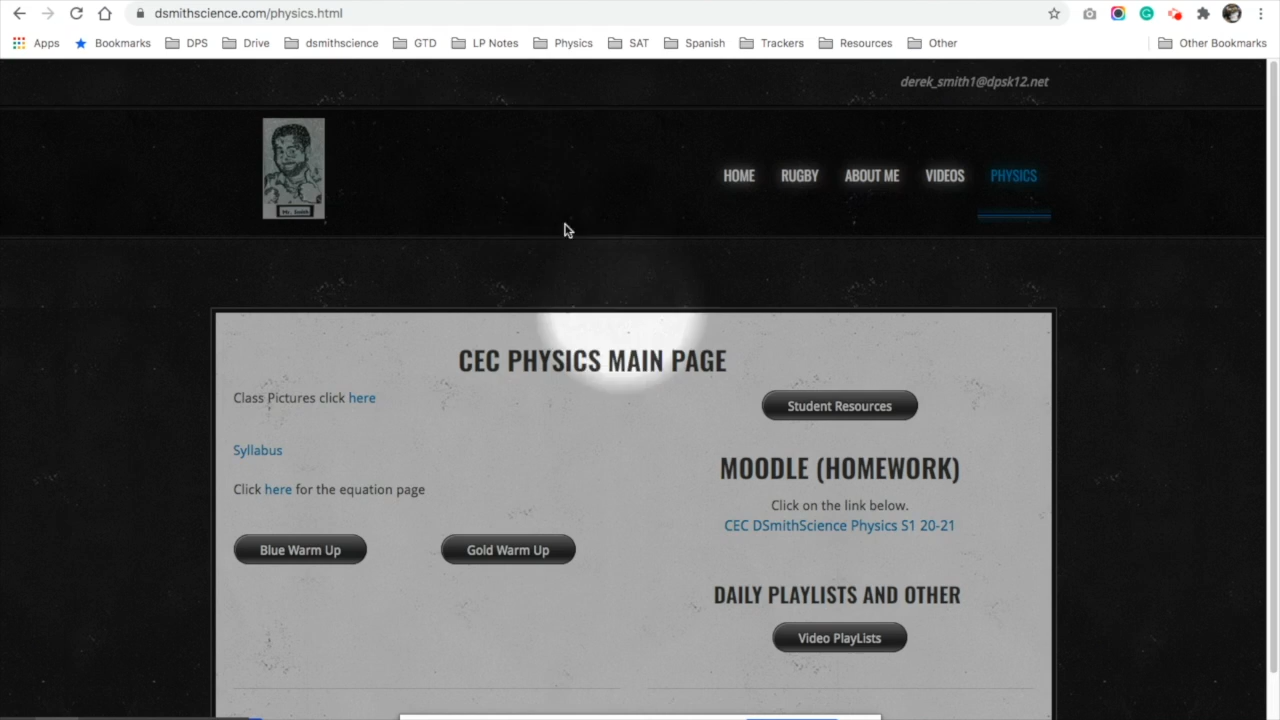 dsmithscience.com/physics.html
Apps Bookmarks DPS Drive dsmithscience GTD LP Notes Physics SAT Spanish Trackers Resources Other Other Bookmarks
derek_smith1@dpsk12.net
Mr. Smith
HOME RUGBY ABOUT ME VIDEOS PHYSICS
CEC PHYSICS MAIN PAGE
Class Pictures click here
Student Resources
Syllabus
MOODLE (HOMEWORK)
Click here for the equation page
Click on the link below.
CEC DSmithScience Physics S1 20-21
Blue Warm Up Gold Warm Up
DAILY PLAYLISTS AND OTHER
Video PlayLists